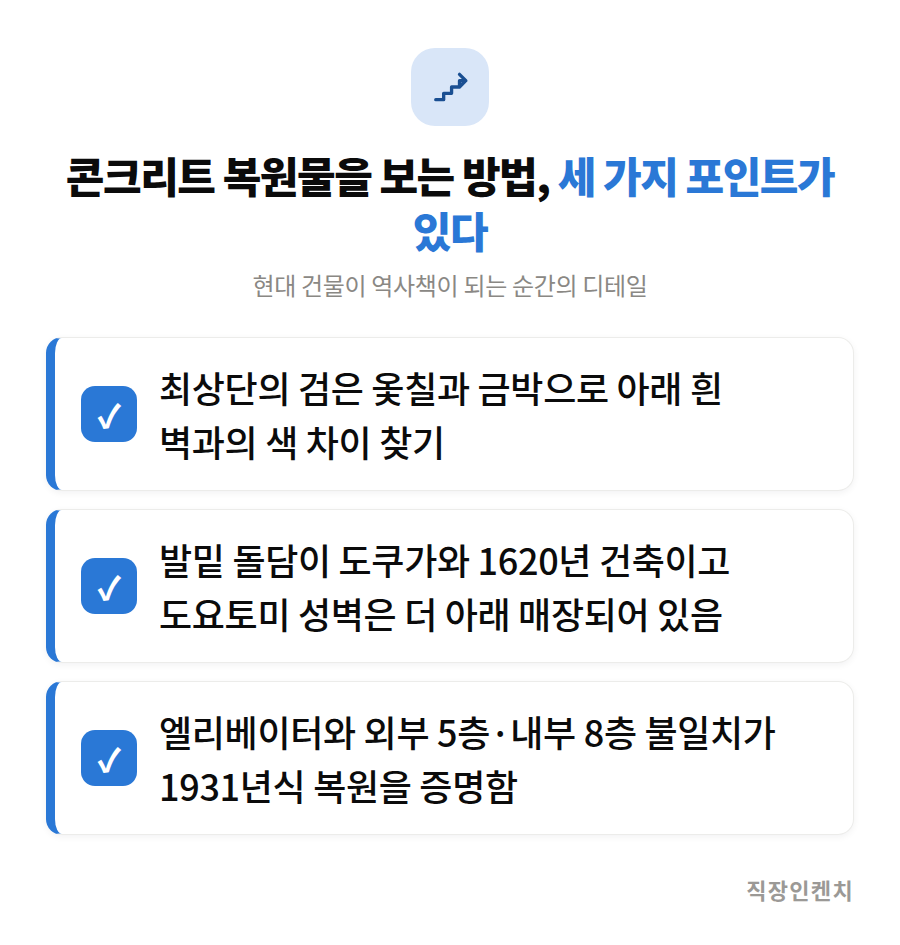 콘크리트 복원물을 보는 방법, 세 가지 포인트가
있다
현대 건물이 역사책이 되는 순간의 디테일
최상단의 검은 옻칠과 금박으로 아래 흰
벽과의 색 차이 찾기
발밑 돌담이 도쿠가와 1620년 건축이고
도요토미 성벽은 더 아래 매장되어 있음
엘리베이터와 외부 5층·내부 8층 불일치가
1931년식 복원을 증명함
직장인켄치